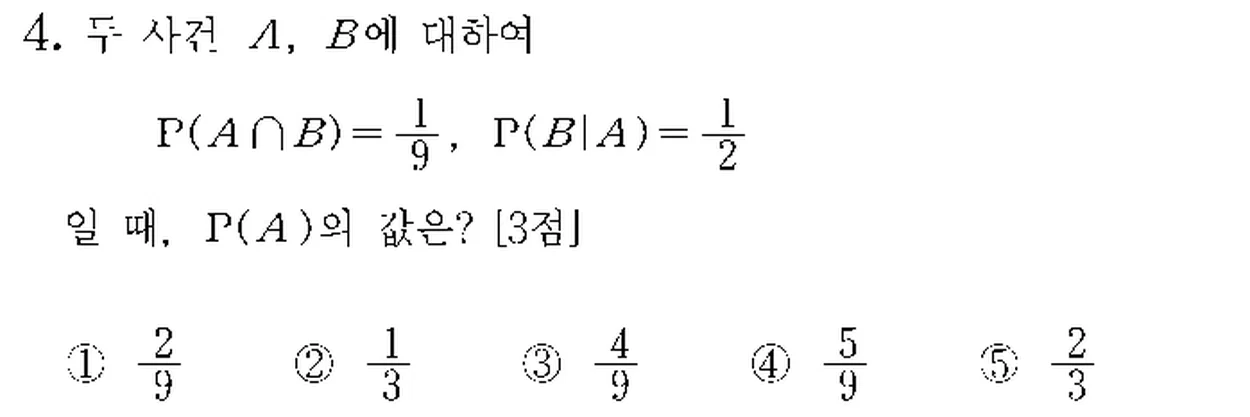 4. 두 사건 A, B에 대하여
P(A∩B)=1/9, P(B|A)=1/2
일 때, P(A)의 값은? [3점]
① 2/9 ② 1/3 ③ 4/9 ④ 5/9 ⑤ 2/3